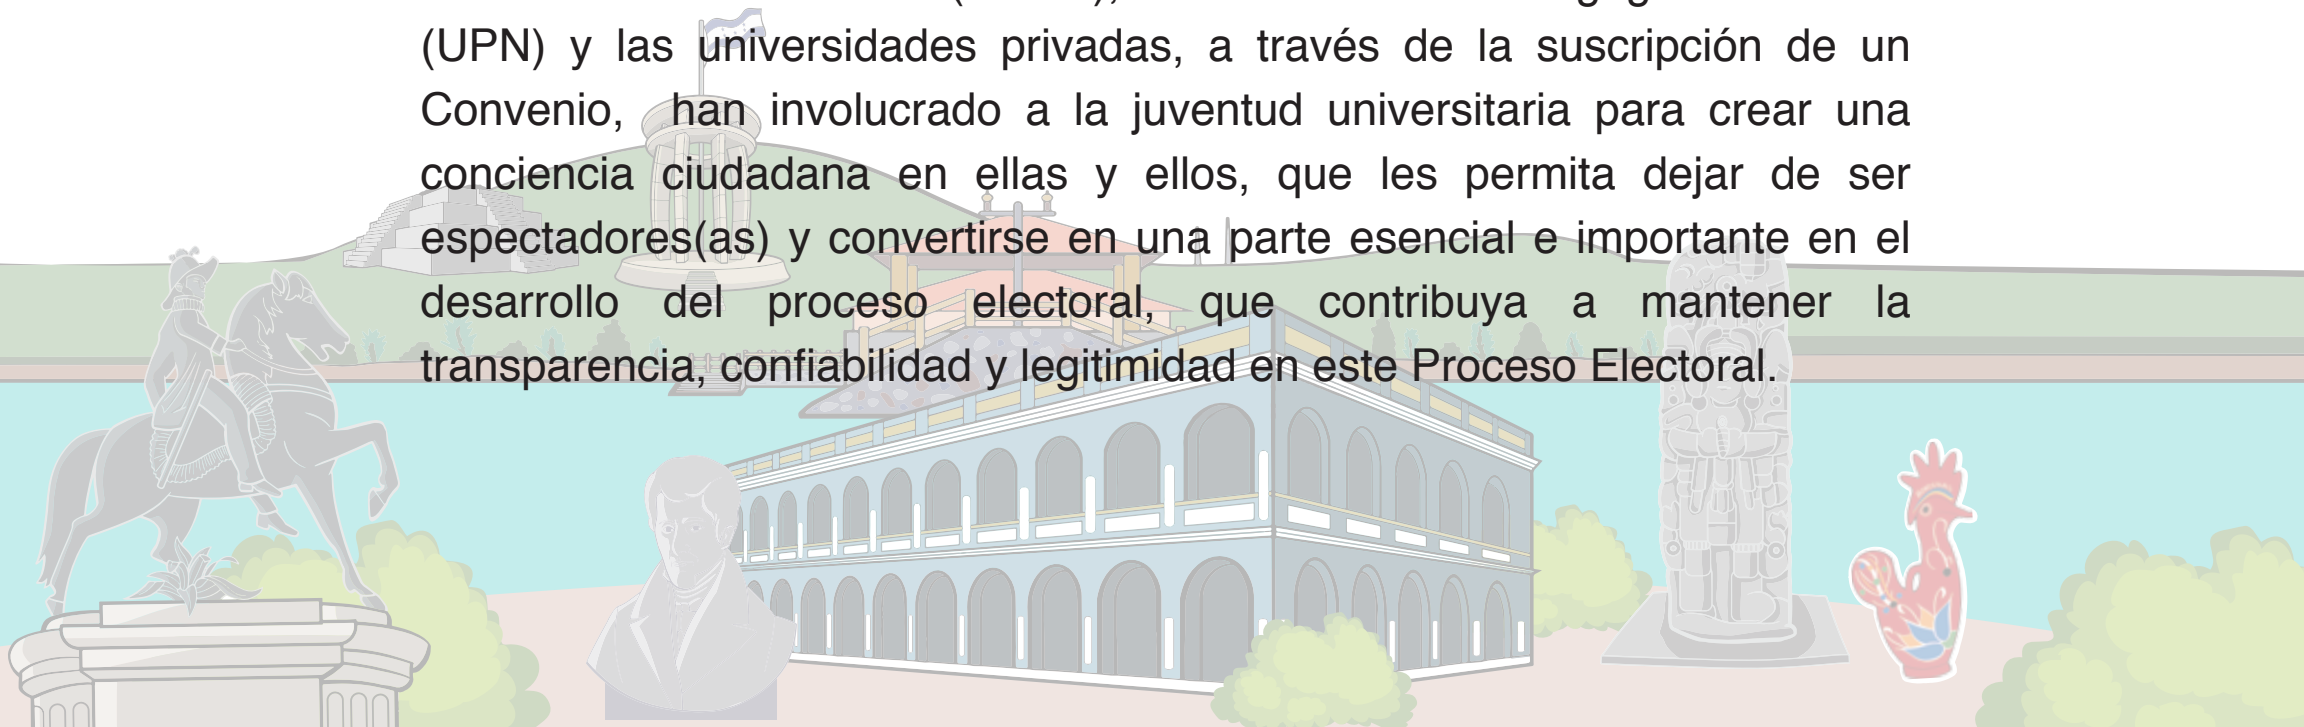 (UPN) y las universidades privadas, a través de la suscripción de un
Convenio, han involucrado a la juventud universitaria para crear una
conciencia ciudadana en ellas y ellos, que les permita dejar de ser
espectadores(as) y convertirse en una parte esencial e importante en el
desarrollo del proceso electoral, que contribuya a mantener la
transparencia, confiabilidad y legitimidad en este Proceso Electoral.